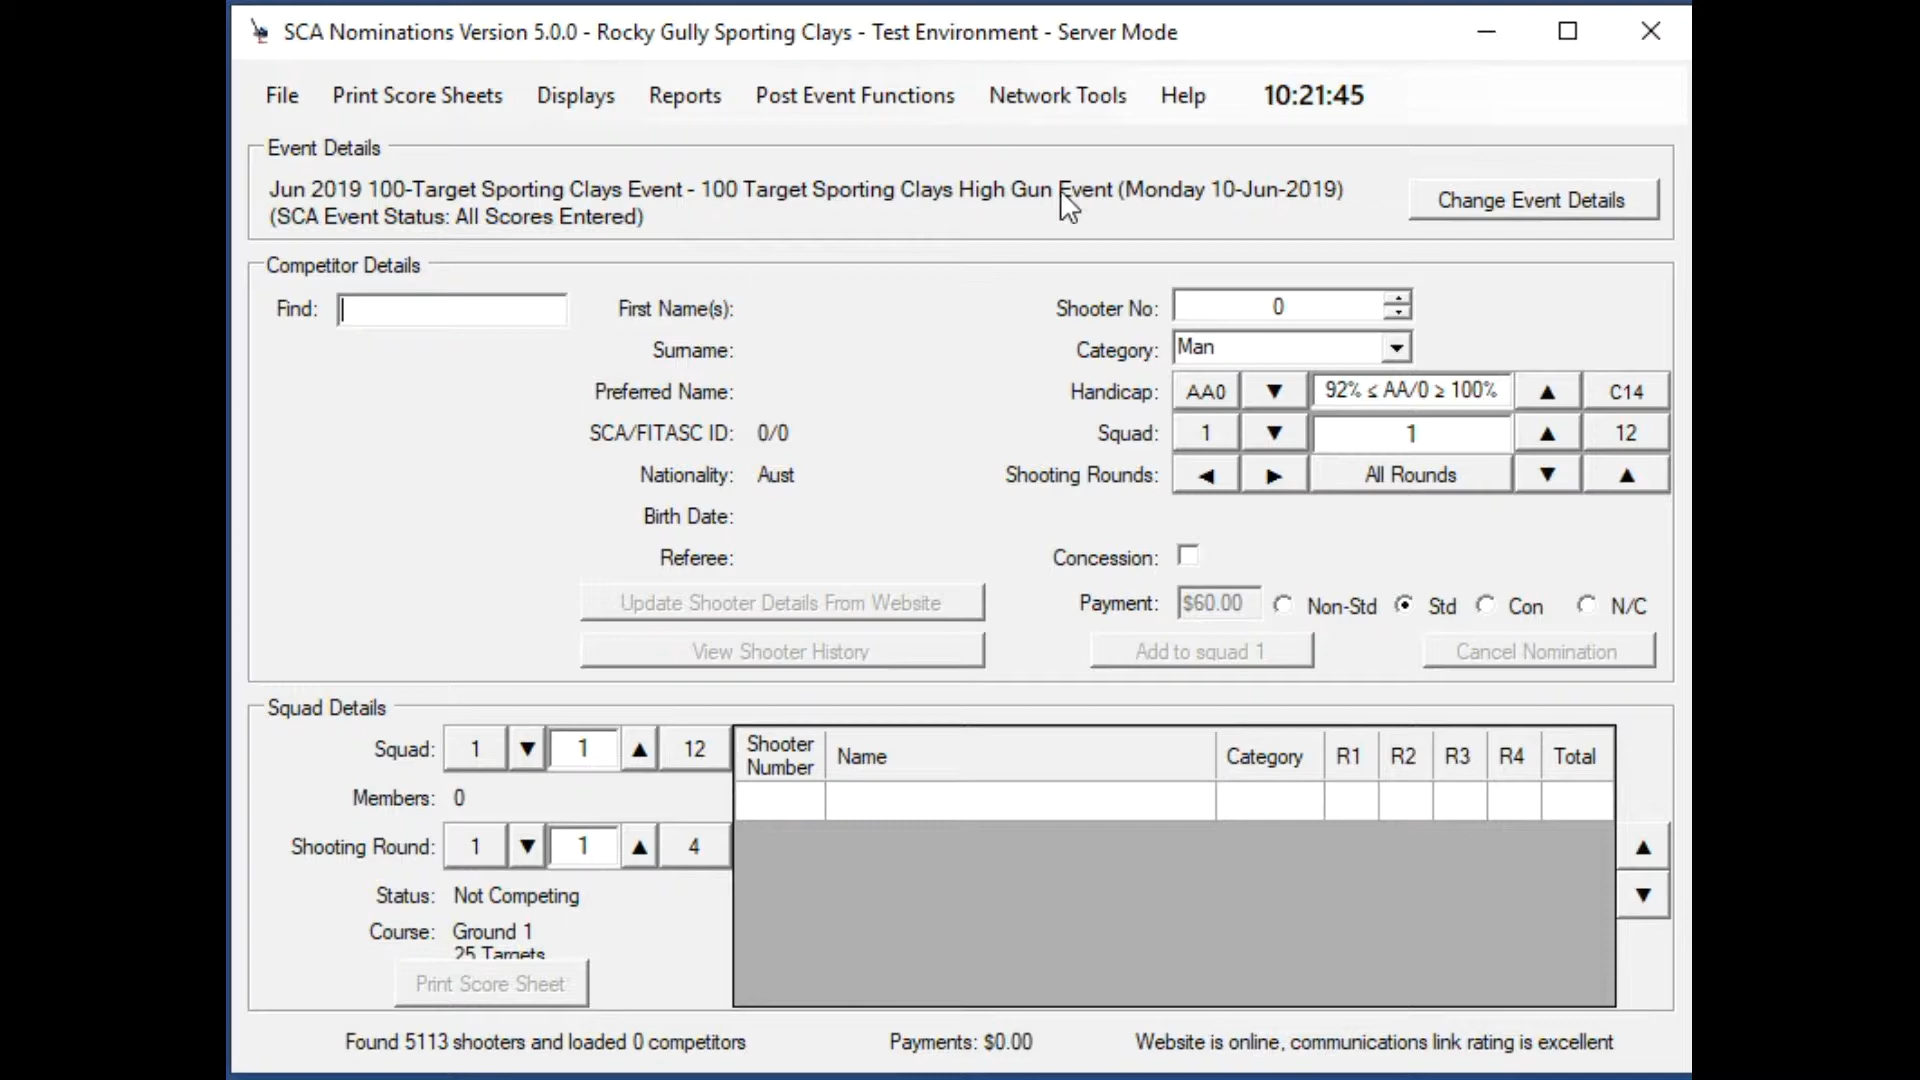 SCA Nominations Version 5.0.0 - Rocky Gully Sporting Clays - Test Environment - Server Mode
File Print Score Sheets Displays Reports Post Event Functions Network Tools Help 10:21:45
Event Details
Jun 2019 100-Target Sporting Clays Event - 100 Target Sporting Clays High Gun Event (Monday 10-Jun-2019)
(SCA Event Status: All Scores Entered)
Change Event Details
Competitor Details
Find:
First Name(s):
Surname:
Preferred Name:
SCA/FITASC ID: 0/0
Nationality: Aust
Birth Date:
Referee:
Update Shooter Details From Website
View Shooter History
Shooter No: 0
Category: Man
Handicap: AA0 ▼ 92% ≤ AA/0 ≥ 100% ▲ C14
Squad: 1 ▼ 1 ▲ 12
Shooting Rounds: ◀ ▶ All Rounds ▼ ▲
Concession:
Payment: $60.00 Non-Std Std Con N/C
Add to squad 1 Cancel Nomination
Squad Details
Squad: 1 ▼ 1 ▲ 12
Members: 0
Shooting Round: 1 ▼ 1 ▲ 4
Status: Not Competing
Course: Ground 1
25 Targets
Print Score Sheet
Shooter
Number
Name Category R1 R2 R3 R4 Total
Found 5113 shooters and loaded 0 competitors Payments: $0.00 Website is online, communications link rating is excellent